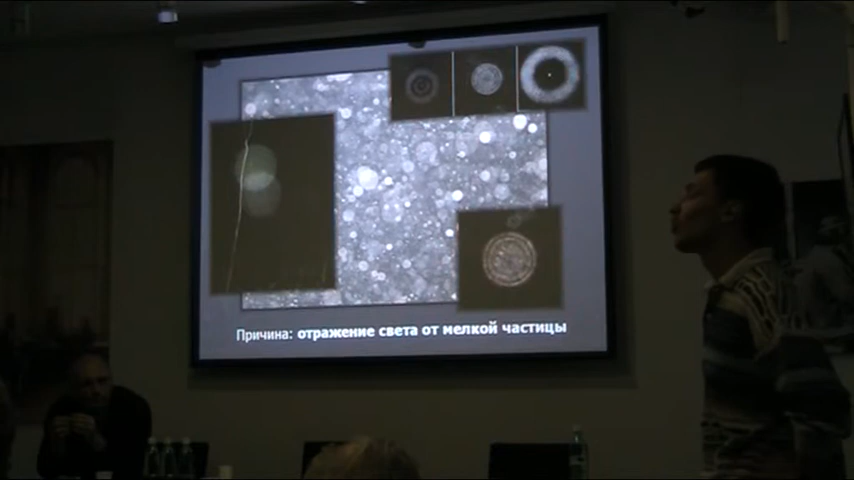 Причина: отражение света от мелкой частицы